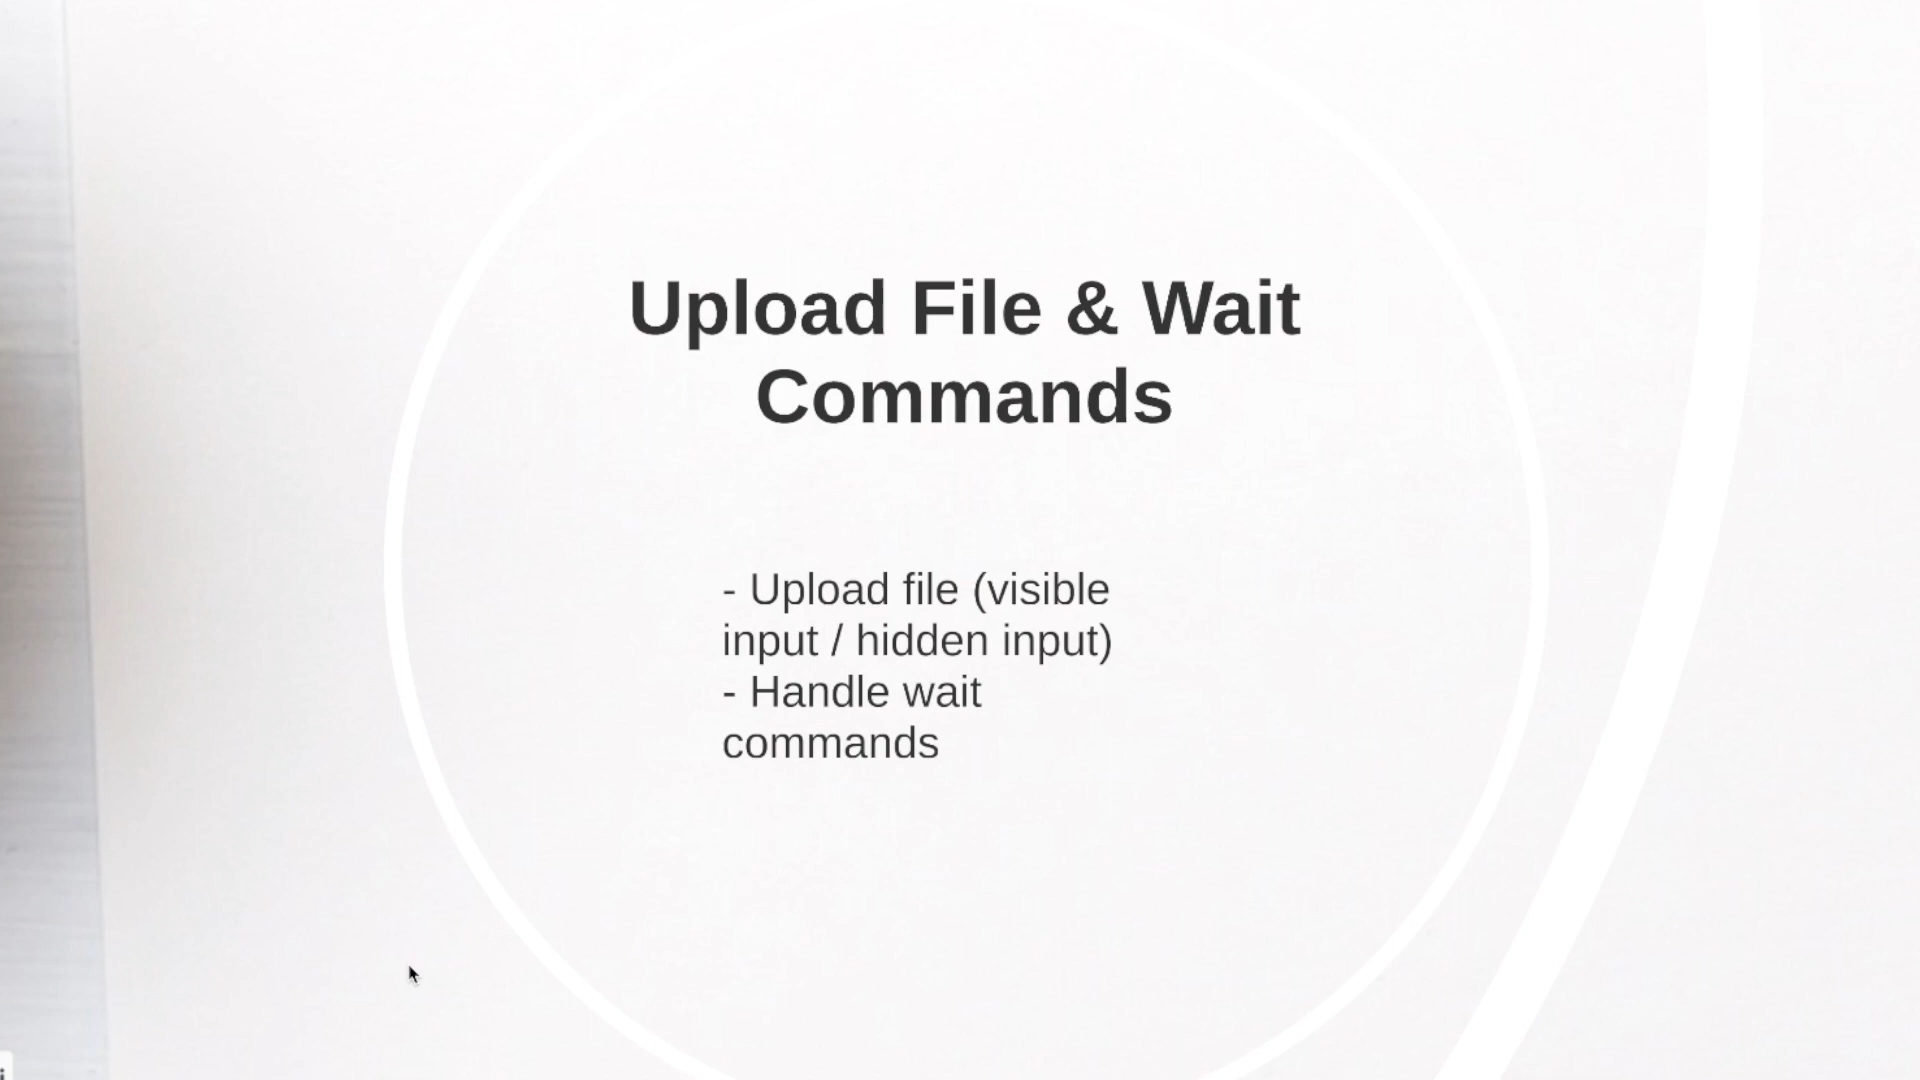 Upload File & Wait
Commands
- Upload file (visible
input / hidden input)
- Handle wait
commands